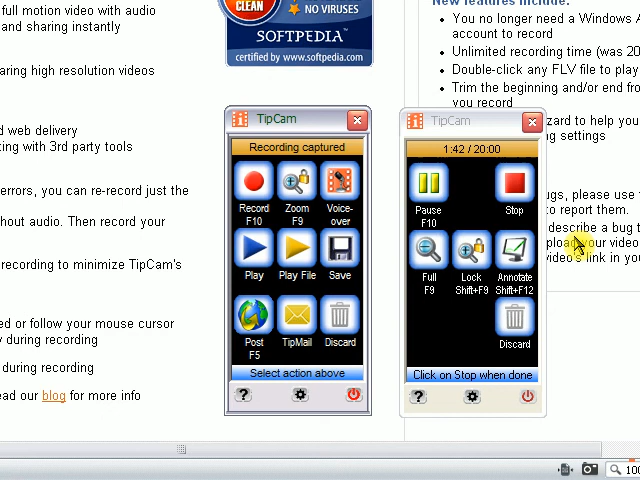 full motion video with audio
and sharing instantly
aring high resolution videos
d web delivery
ting with 3rd party tools
errors, you can re-record just the
hout audio. Then record your
recording to minimize TipCam's
ed or follow your mouse cursor
y during recording
during recording
ead our blog for more info
CLEAN
NO VIRUSES
SOFTPEDIA™
certified by www.softpedia.com
New features include:
You no longer need a Windows A
account to record
Unlimited recording time (was 20
Double-click any FLV file to play
Trim the beginning and/or end fro
you record
zard to help you
ng settings
ugs, please use
to report them.
describe a bug t
pload your video
video's link in you
TipCam
Recording captured
Record
F10
Zoom
F9
Voice-
over
Play
Play File
Save
Post
F5
TipMail
Discard
Select action above
?
TipCam
1:42 / 20:00
Pause
F10
Stop
Full
F9
Lock
Shift+F9
Annotate
Shift+F12
Discard
Click on Stop when done
?
100